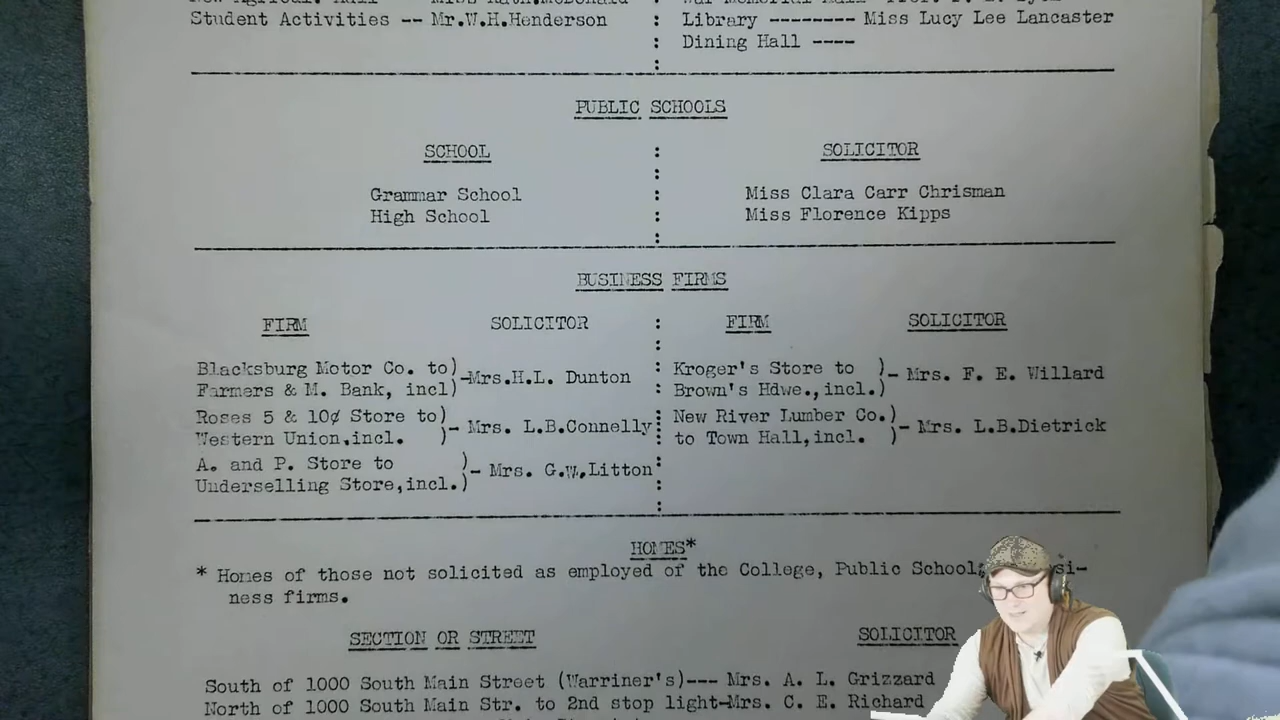 Student Activities -- Mr.W.H.Henderson : Library -------- Miss Lucy Lee Lancaster
: Dining Hall ----
PUBLIC SCHOOLS
SCHOOL : SOLICITOR
Grammar School : Miss Clara Carr Chrisman
High School : Miss Florence Kipps
BUSINESS FIRMS
FIRM SOLICITOR : FIRM SOLICITOR
Blacksburg Motor Co. to)
Farmers & M. Bank, incl)-Mrs.H.L. Dunton
Roses 5 & 10¢ Store to)
Western Union,incl. )- Mrs. L.B.Connelly
A. and P. Store to )
Underselling Store,incl.)- Mrs. G.W.Litton
Kroger's Store to )
Brown's Hdwe.,incl.)- Mrs. F. E. Willard
New River Lumber Co.)
to Town Hall,incl. )- Mrs. L.B.Dietrick
HOMES*
* Homes of those not solicited as employed of the College, Public School si-
ness firms.
SECTION OR STREET SOLICITOR
South of 1000 South Main Street (Warriner's)--- Mrs. A. L. Grizzard
North of 1000 South Main Str. to 2nd stop light-Mrs. C. E. Richard